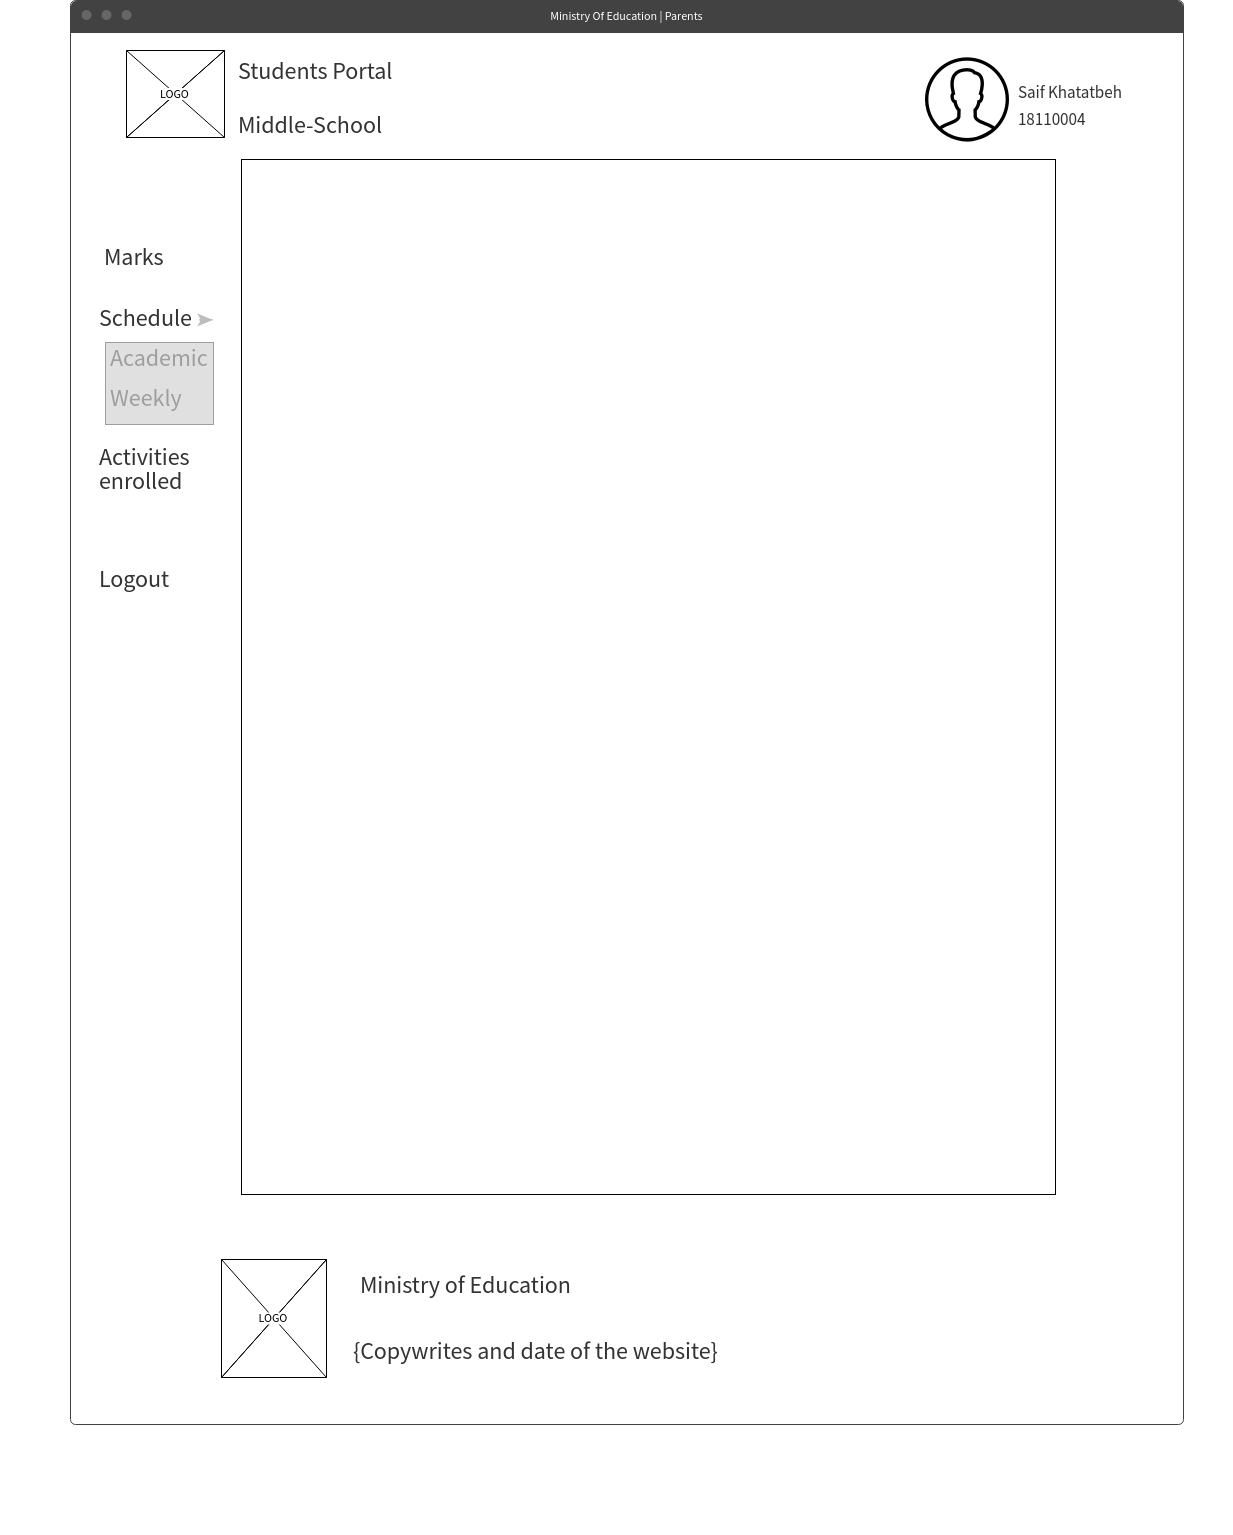 Ministry Of Education | Parents
LOGO
Students Portal
Middle-School
Saif Khatatbeh
18110004
Marks
Schedule
Academic
Weekly
Activities
enrolled
Logout
LOGO
Ministry of Education
{Copywrites and date of the website}